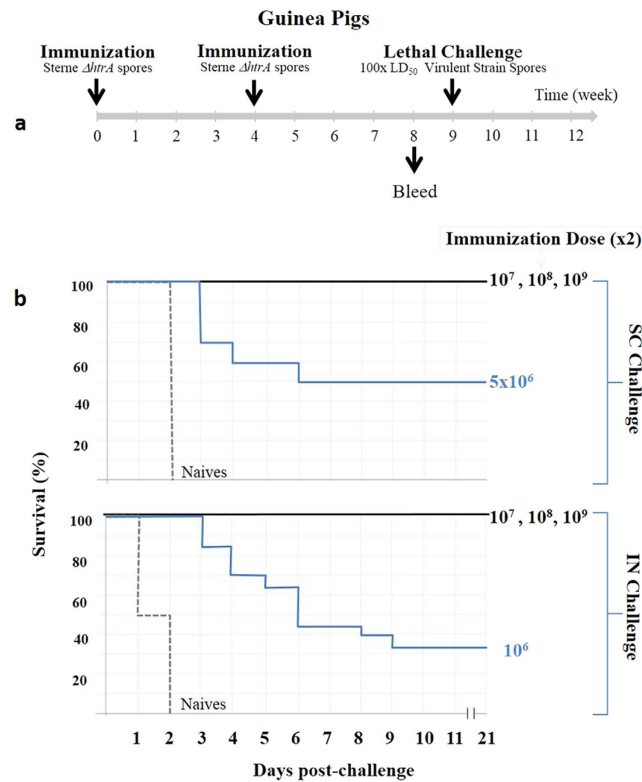 Guinea Pigs
Immunization
Sterne ΔhtrA spores
Immunization
Sterne ΔhtrA spores
Lethal Challenge
100x LD₅₀ Virulent Strain Spores
Time (week)
a
0 1 2 3 4 5 6 7 8 9 10 11 12
Bleed
Immunization Dose (x2)
b
100
80
60
40
20
Naives
10⁷, 10⁸, 10⁹
5x10⁶
SC Challenge
Survival (%)
100
80
60
40
20
Naives
10⁷, 10⁸, 10⁹
10⁶
IN Challenge
1 2 3 4 5 6 7 8 9 10 11 21
Days post-challenge